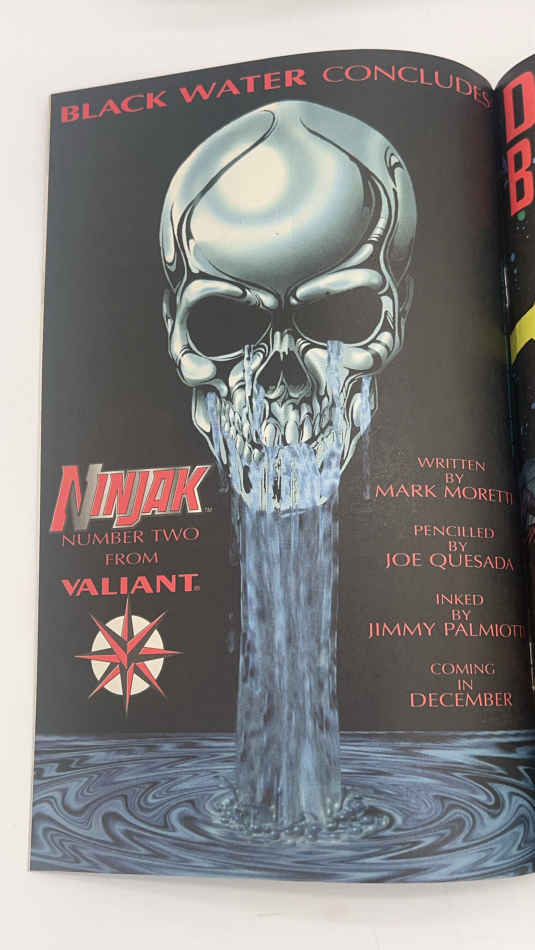 BLACK WATER CONCLUDES
NINJAK™
NUMBER TWO
FROM
VALIANT®
WRITTEN
BY
MARK MORETTI
PENCILLED
BY
JOE QUESADA
INKED
BY
JIMMY PALMIOTTI
COMING
IN
DECEMBER
D
B